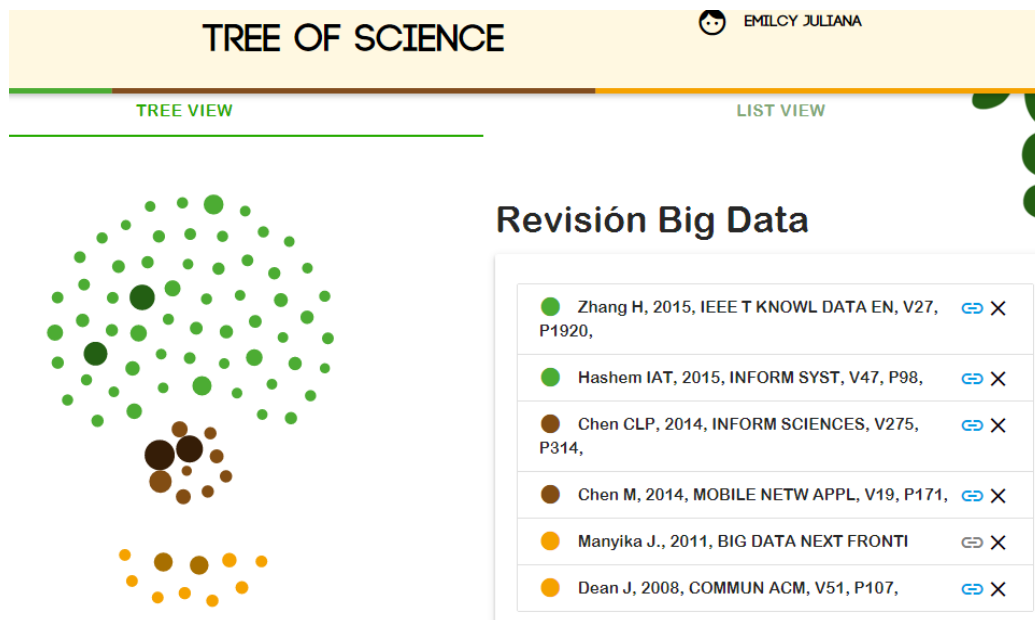 TREE OF SCIENCE
EMILCY JULIANA
TREE VIEW
LIST VIEW
Revisión Big Data
Zhang H, 2015, IEEE T KNOWL DATA EN, V27,
P1920,
Hashem IAT, 2015, INFORM SYST, V47, P98,
Chen CLP, 2014, INFORM SCIENCES, V275,
P314,
Chen M, 2014, MOBILE NETW APPL, V19, P171,
Manyika J., 2011, BIG DATA NEXT FRONTI
Dean J, 2008, COMMUN ACM, V51, P107,